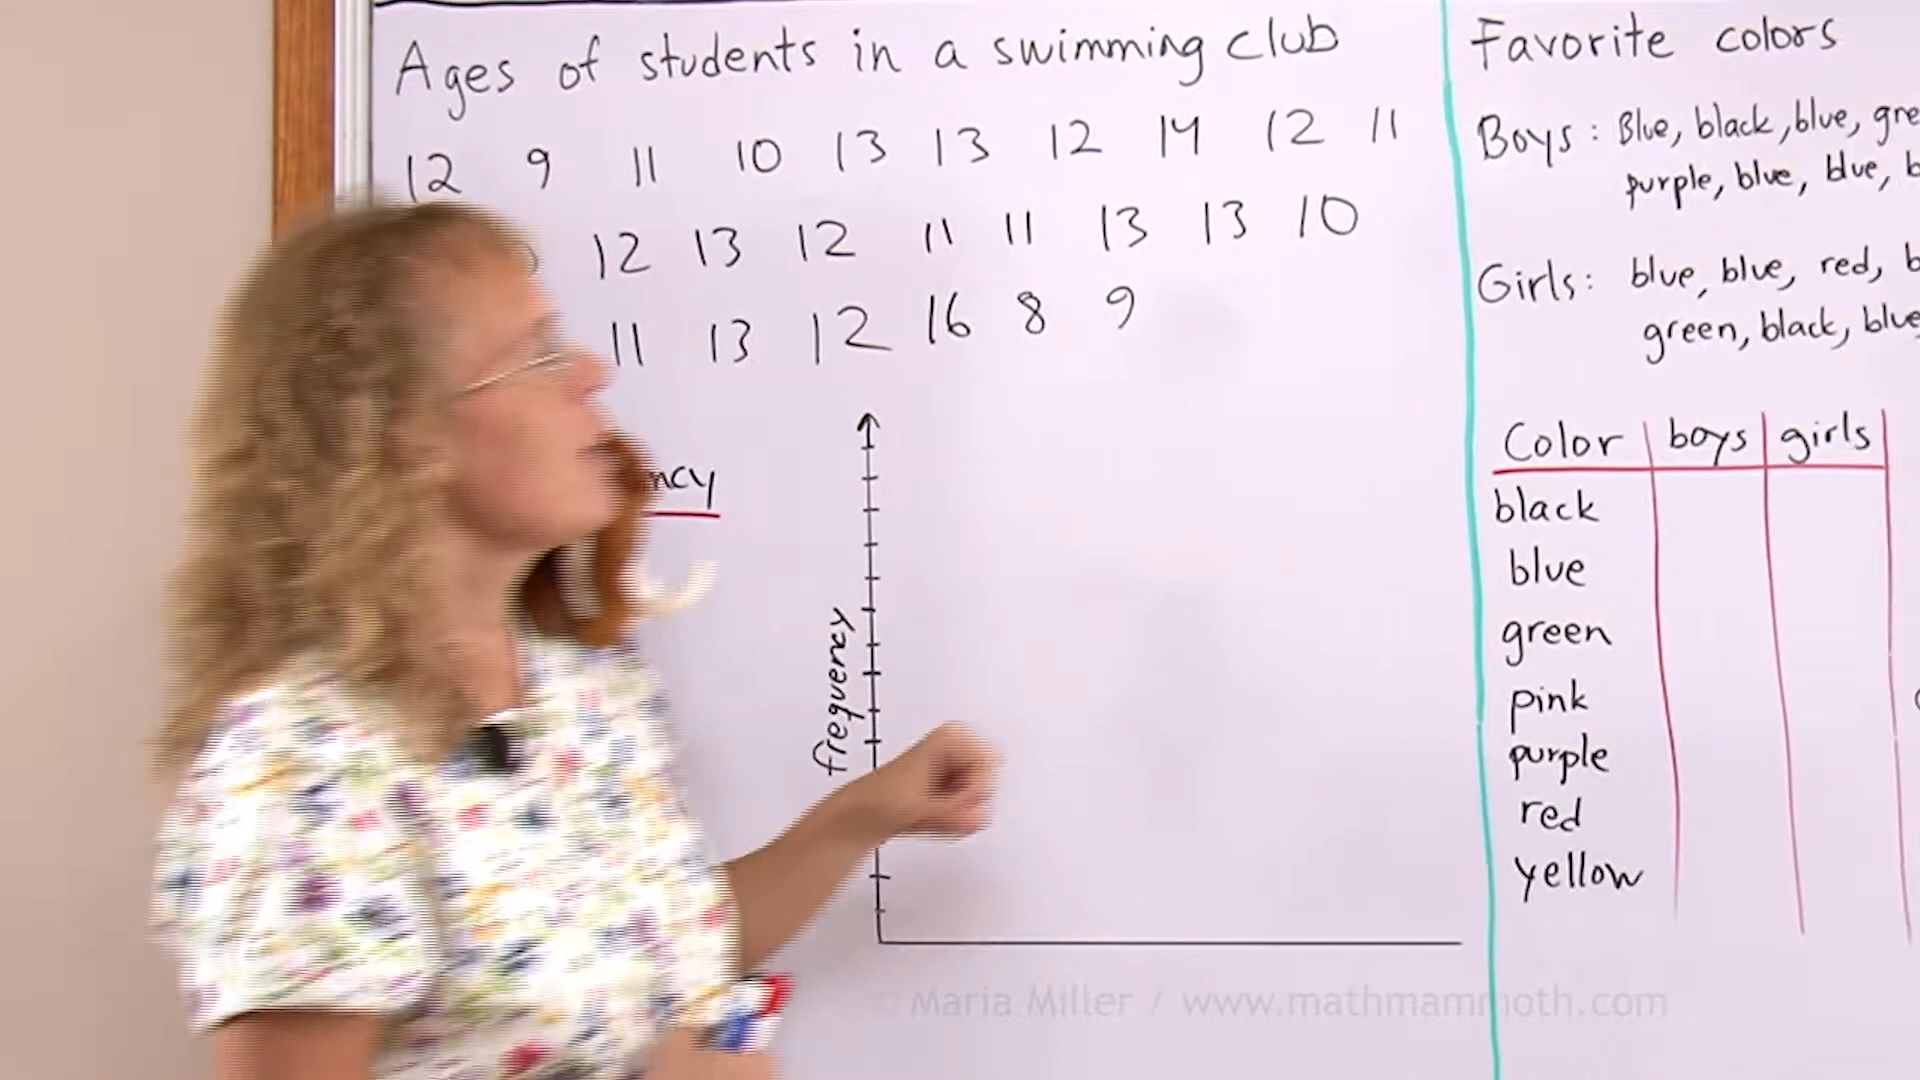 Ages of students in a swimming club
12 9 11 10 13 13 12 14 12 11
12 13 12 11 11 13 13 10
11 13 12 16 8 9
frequency
Favorite colors
Boys: Blue, black, blue,
purple, blue, blue,
Girls: blue, blue, red,
green, black, blue
Color boys girls
black
blue
green
pink
purple
red
yellow
© Maria Miller / www.mathmammoth.com